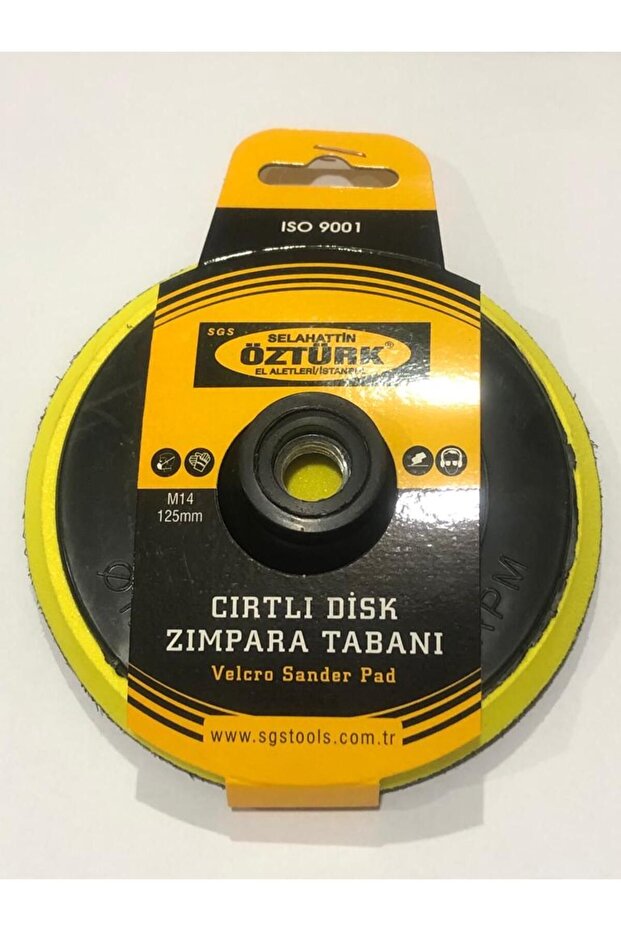 ISO 9001
SGS
SELAHATTİN
ÖZTÜRK®
EL ALETLERİ/İSTANBUL
M14
125mm
CIRTLI DİSK
ZIMPARA TABANI
Velcro Sander Pad
www.sgstools.com.tr